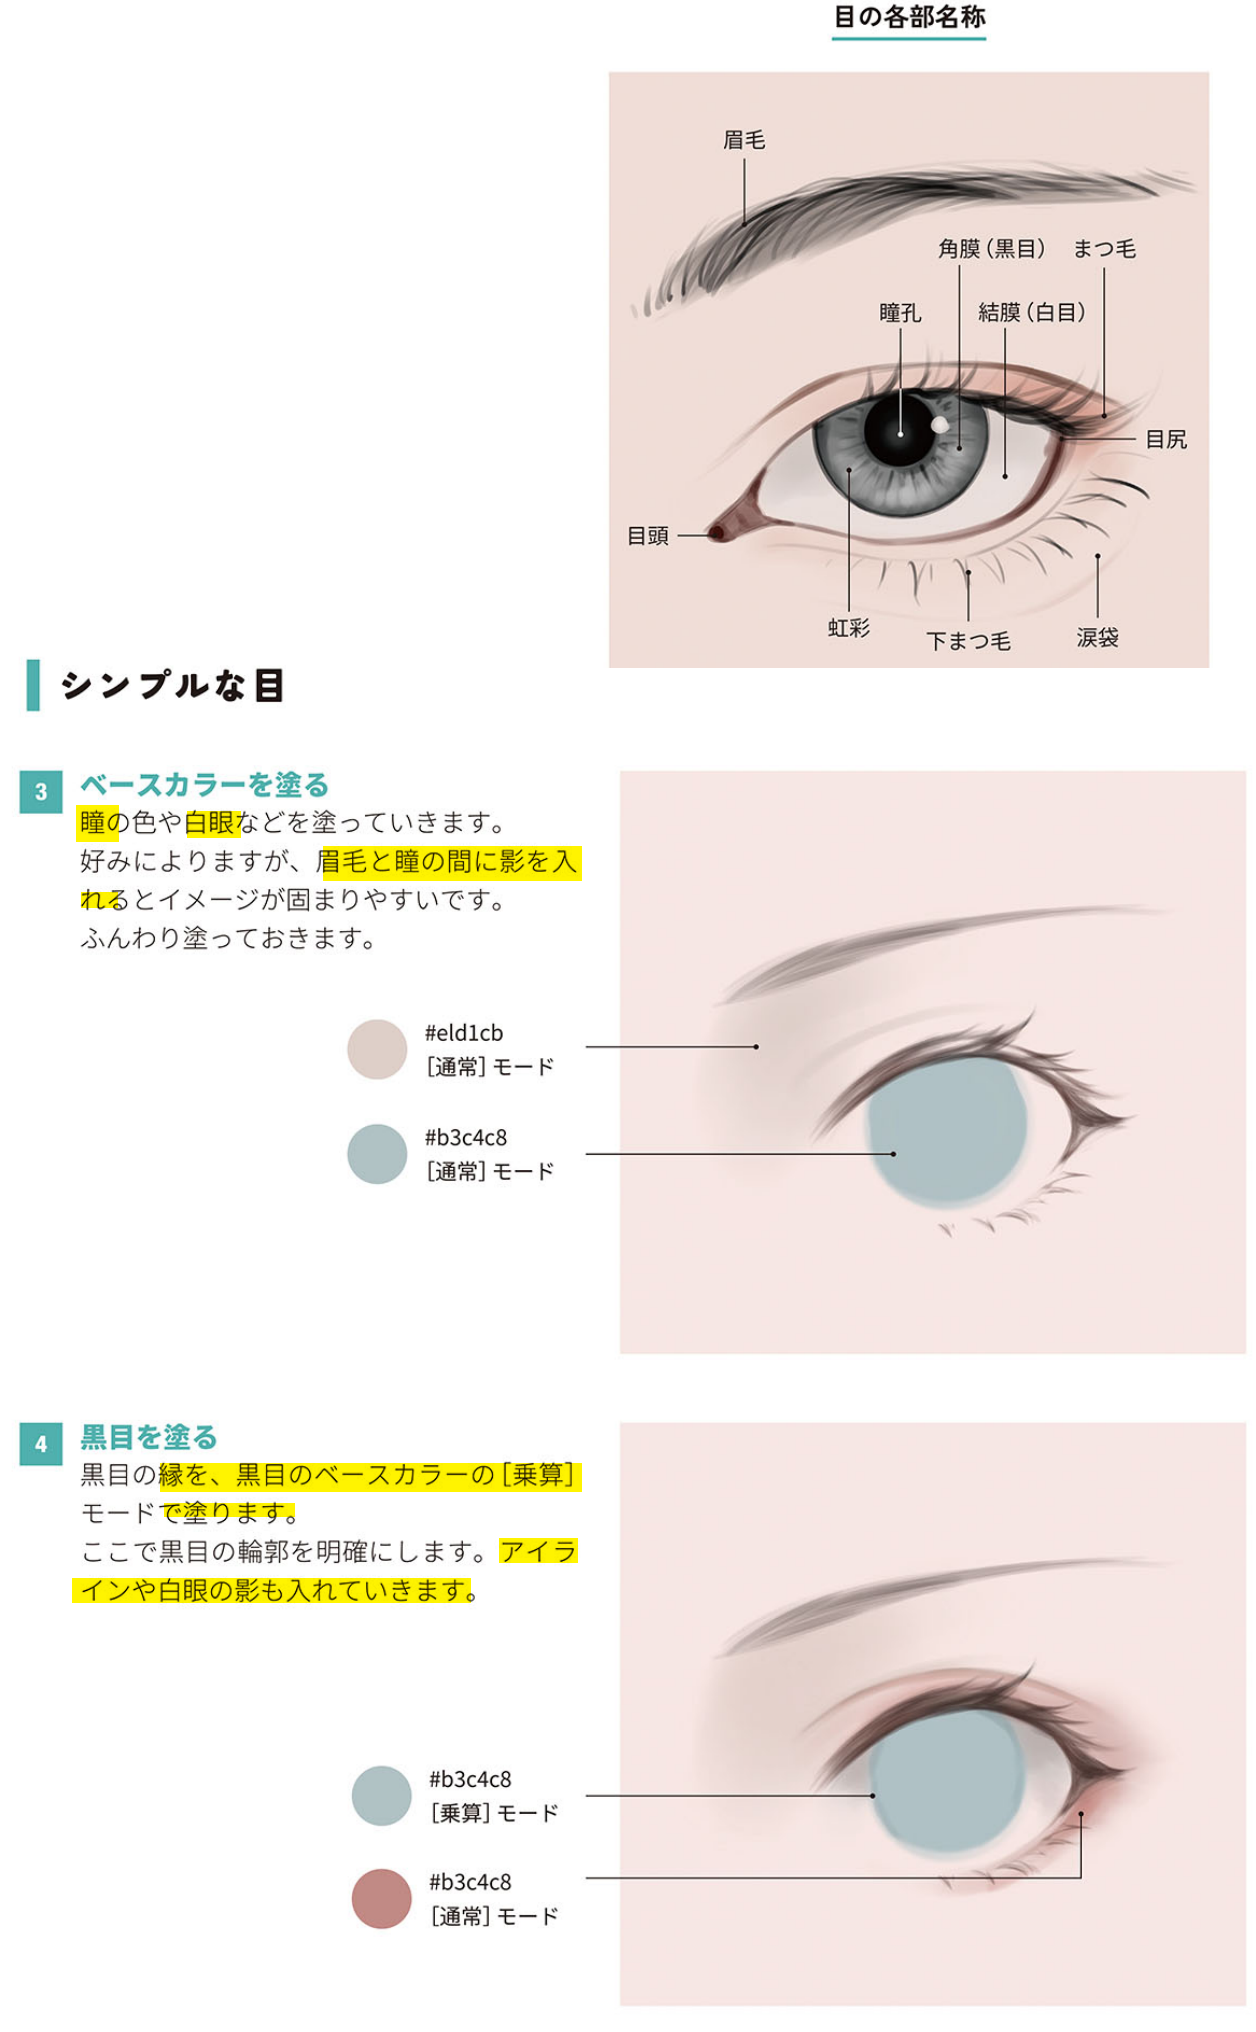 目の各部名称
眉毛
角膜（黒目）
まつ毛
瞳孔
結膜（白目）
目尻
目頭
虹彩
下まつ毛
涙袋
シンプルな目
3 ベースカラーを塗る
瞳の色や白眼などを塗っていきます。
好みによりますが、眉毛と瞳の間に影を入
れるとイメージが固まりやすいです。
ふんわり塗っておきます。
#eld1cb
［通常］モード
#b3c4c8
［通常］モード
4 黒目を塗る
黒目の縁を、黒目のベースカラーの［乗算］
モードで塗ります。
ここで黒目の輪郭を明確にします。アイラ
インや白眼の影も入れていきます。
#b3c4c8
［乗算］モード
#b3c4c8
［通常］モード